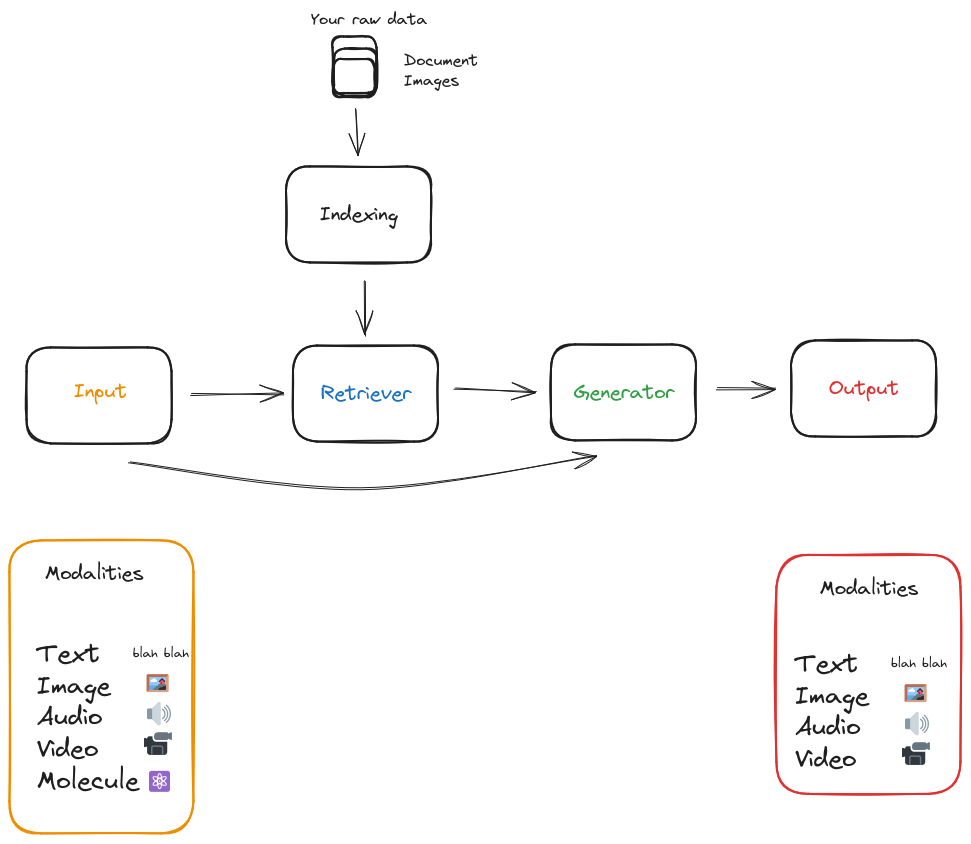 Your raw data
Document
Images
Indexing
Input
Retriever
Generator
Output
Modalities
Text blah blah
Image
Audio
Video
Molecule
Modalities
Text blah blah
Image
Audio
Video